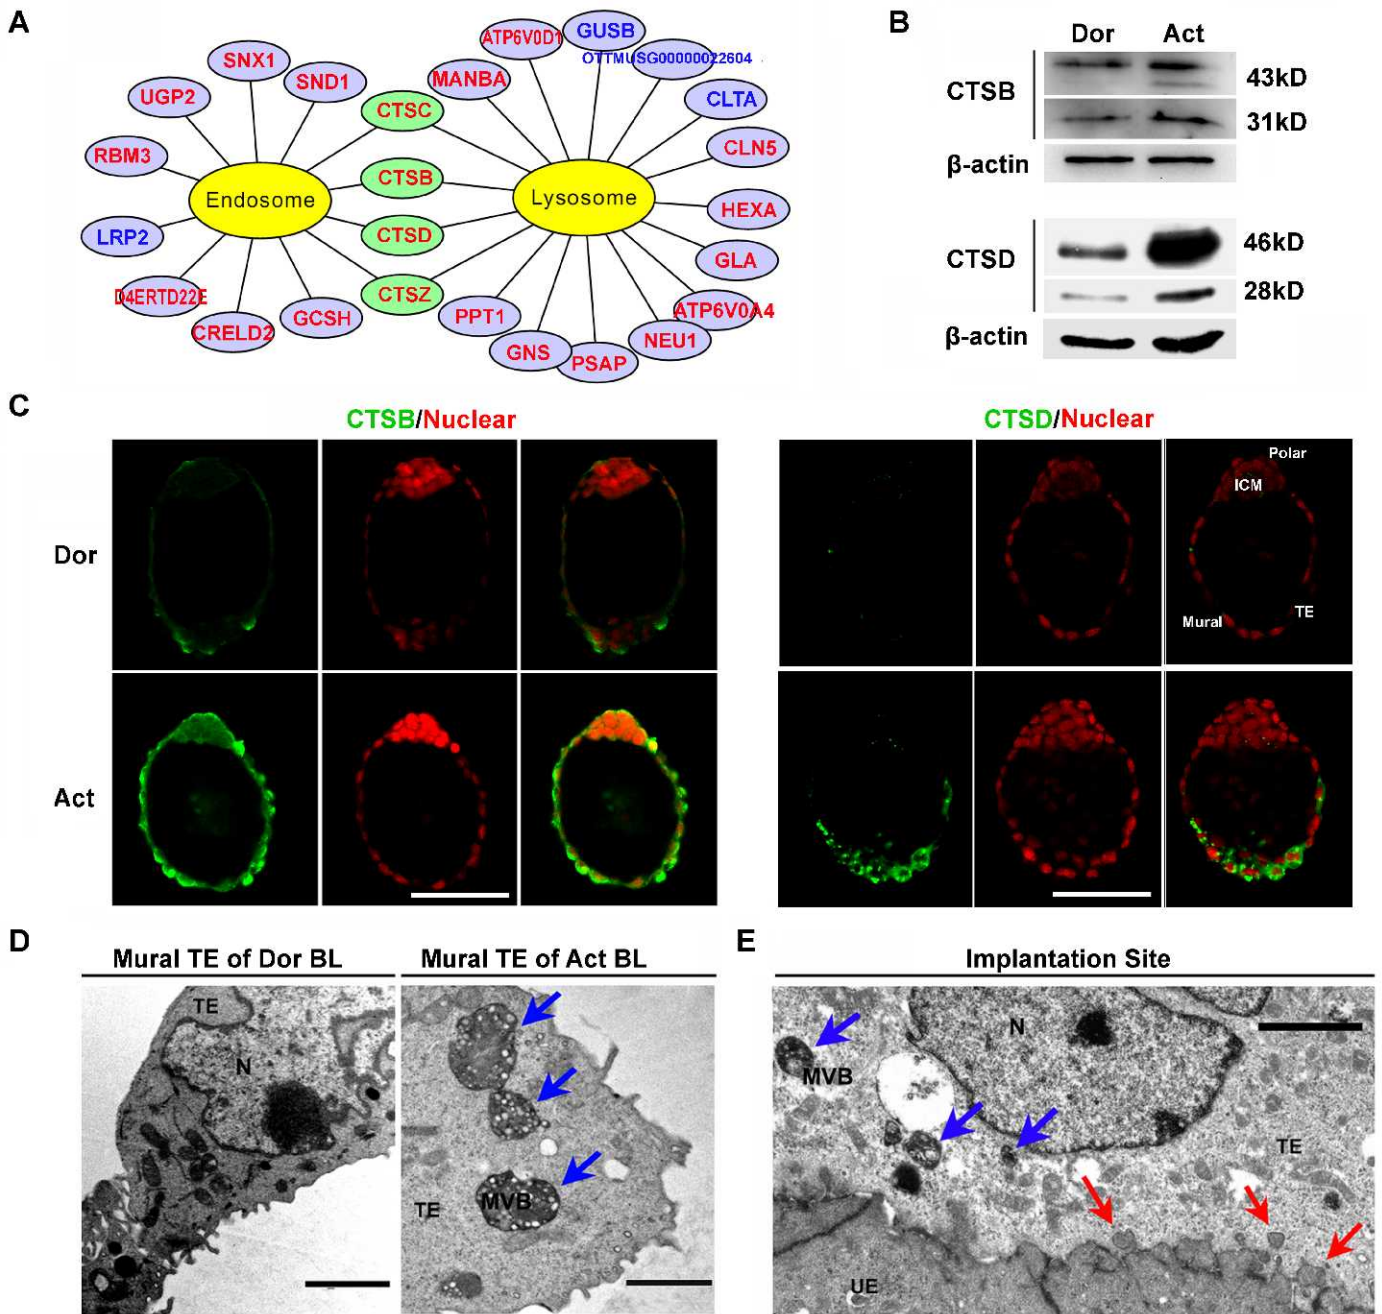 A
SNX1
SND1
UGP2
RBM3
LRP2
D4ERTD22E
CRELD2
GCSH
Endosome
CTSC
CTSB
CTSD
CTSZ
Lysosome
MANBA
ATP6V0D1
GUSB
OTTMUSG00000022604
CLTA
CLN5
HEXA
GLA
ATP6V0A4
NEU1
PSAP
GNS
PPT1
B
Dor Act
CTSB
43kD
31kD
β-actin
CTSD
46kD
28kD
β-actin
C
CTSB/Nuclear
CTSD/Nuclear
Dor
Polar
ICM
Mural
TE
Act
D
Mural TE of Dor BL
Mural TE of Act BL
TE
N
TE
MVB
E
Implantation Site
N
MVB
TE
UE